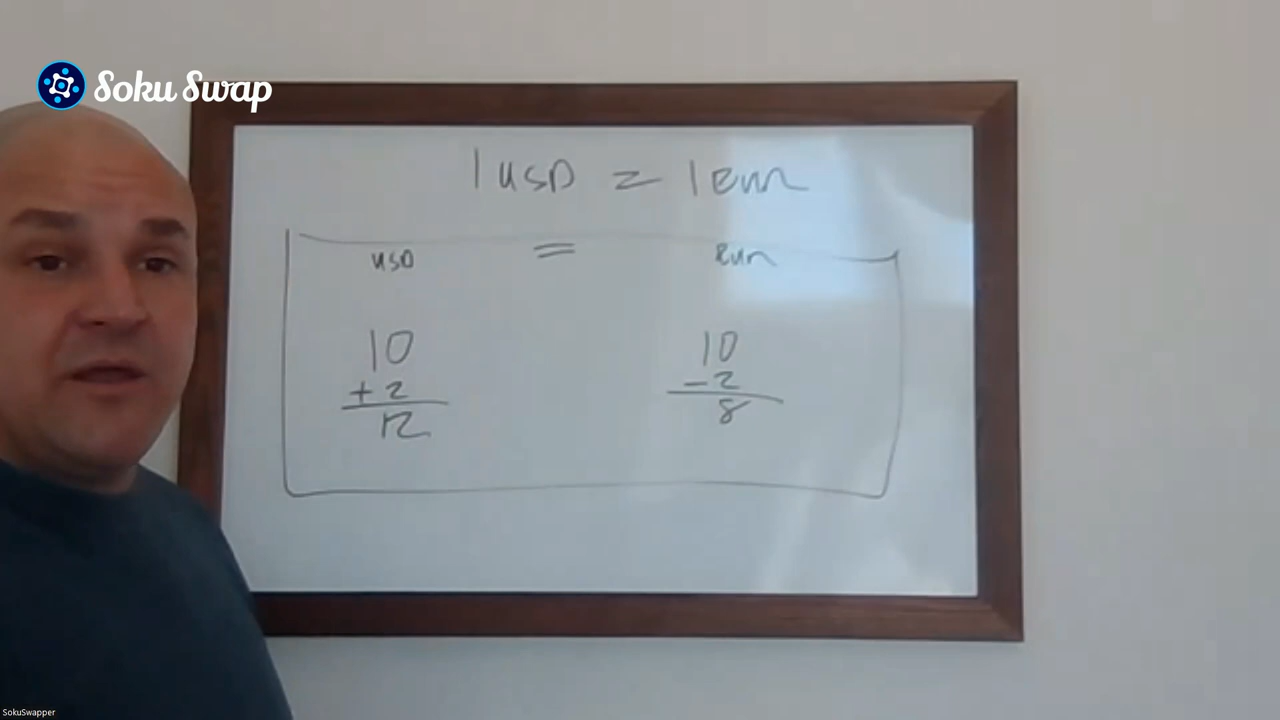 Soku Swap
1 USD = 1 Eur
USD = Eur
10 10
+2 -2
12 8
SokuSwapper